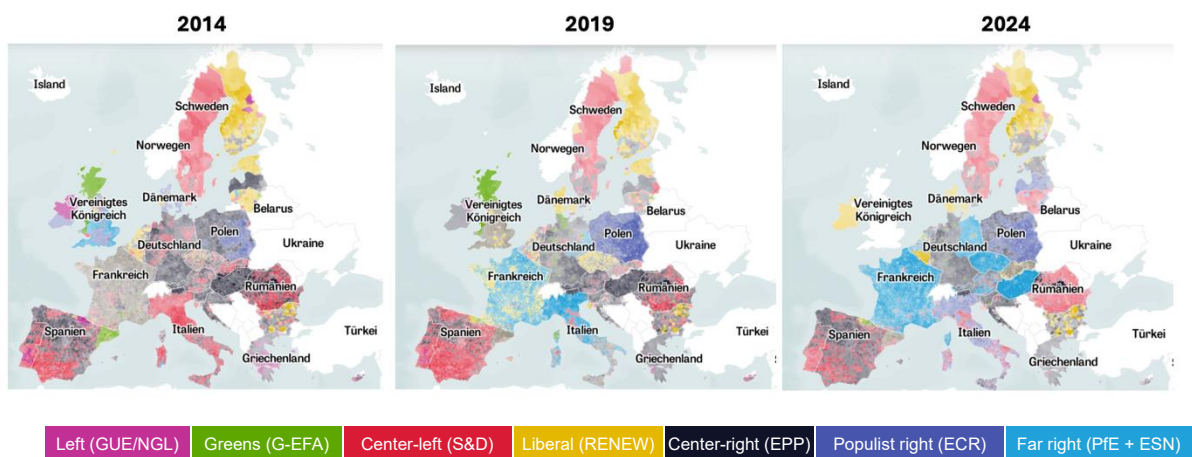 2014
2019
2024
Island
Schweden
Norwegen
Dänemark
Vereinigtes
Königreich
Belarus
Polen
Deutschland
Ukraine
Frankreich
Rumänien
Spanien
Italien
Türkei
Griechenland
Island
Schweden
Norwegen
Dänemark
Vereinigtes
Königreich
Belarus
Polen
Deutschland
Ukraine
Frankreich
Rumänien
Spanien
Italien
Türkei
Griechenland
Island
Schweden
Norwegen
Dänemark
Vereinigtes
Königreich
Belarus
Polen
Deutschland
Ukraine
Frankreich
Rumänien
Spanien
Italien
Türkei
Griechenland
Left (GUE/NGL)
Greens (G-EFA)
Center-left (S&D)
Liberal (RENEW)
Center-right (EPP)
Populist right (ECR)
Far right (PfE + ESN)